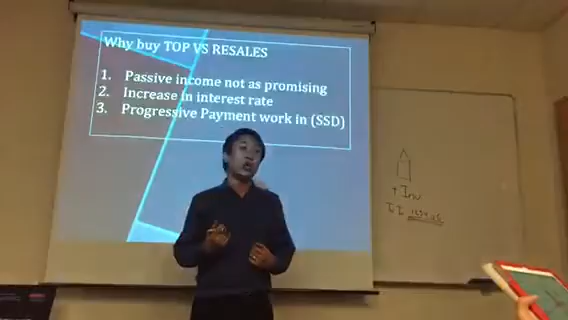 Why buy TOP VS RESALES
1. Passive income not as promising
2. Increase in interest rate
3. Progressive Payment work in (SSD)
+ Inv